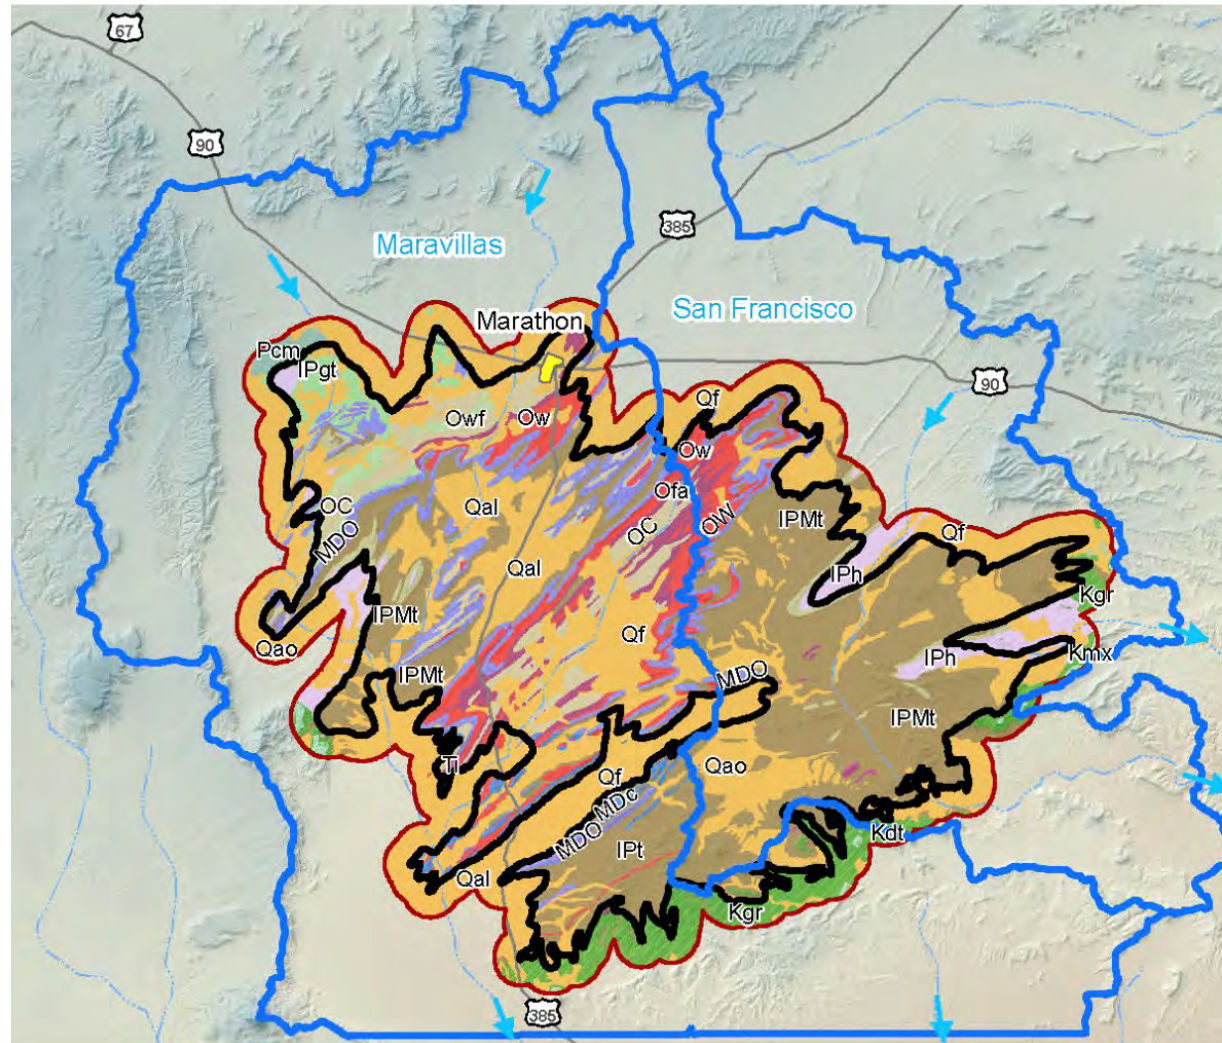 67
90
385
Maravillas
San Francisco
Marathon
Pcm
IPgt
90
Qf
Owf
Ow
Ow
Ofa
OC
Qal
QW
OC
IPMt
Qf
MDO
Qal
IPh
Kgr
IPMt
Qf
Qao
IPh
Kmx
IPMt
MDO
IPMt
Ti
Qf
Qao
MDc
MDO
Kdt
IPt
Qal
Kgr
385